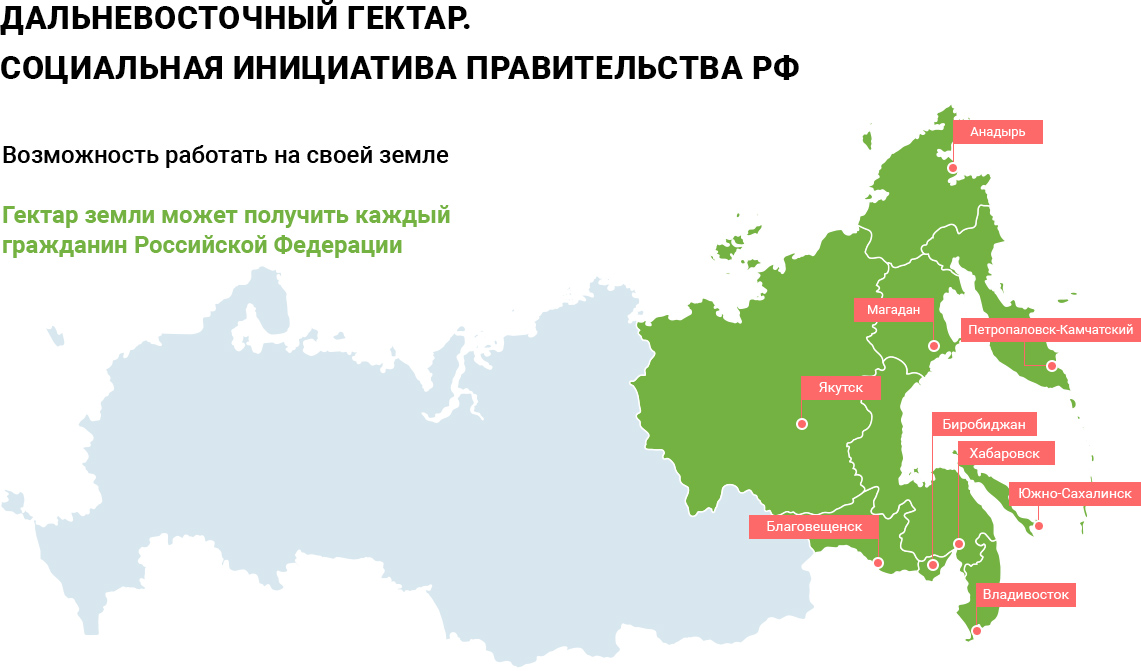 ДАЛЬНЕВОСТОЧНЫЙ ГЕКТАР.
СОЦИАЛЬНАЯ ИНИЦИАТИВА ПРАВИТЕЛЬСТВА РФ
Возможность работать на своей земле
Гектар земли может получить каждый
гражданин Российской Федерации
Анадырь
Магадан
Петропаловск-Камчатский
Якутск
Биробиджан
Хабаровск
Южно-Сахалинск
Благовещенск
Владивосток